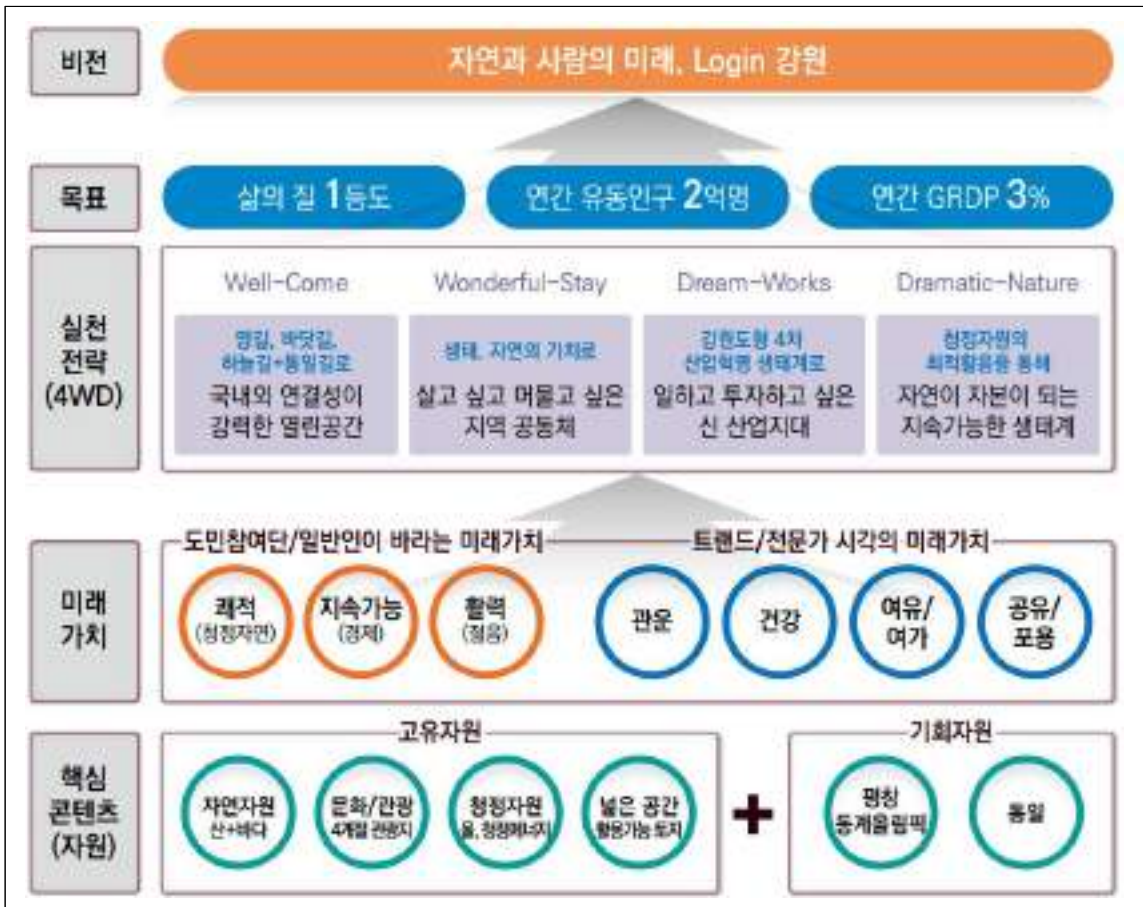 비전
자연과 사람의 미래, Login 강원
목표
삶의 질 1등도
연간 유동인구 2억명
연간 GRDP 3%
실천
전략
(4WD)
Well-Come
땅길, 바닷길,
하늘길+통일길로
국내외 연결성이
강력한 열린공간
Wonderful-Stay
생태, 자연의 가치로
살고 싶고 머물고 싶은
지역 공동체
Dream-Works
강원도형 4차
산업혁명 생태계로
일하고 투자하고 싶은
신 산업지대
Dramatic-Nature
청정자원의
최적활용을 통해
자연이 자본이 되는
지속가능한 생태계
미래
가치
도민참여단/일반인이 바라는 미래가치
쾌적
(청정자연)
지속가능
(경제)
활력
(젊음)
트랜드/전문가 시각의 미래가치
관운
건강
여유/
여가
공유/
포용
핵심
콘텐츠
(자원)
고유자원
자연자원
산+바다
문화/관광
4계절 관광지
청정자원
물, 청정에너지
넓은 공간
활용가능 토지
+
기회자원
평창
동계올림픽
통일